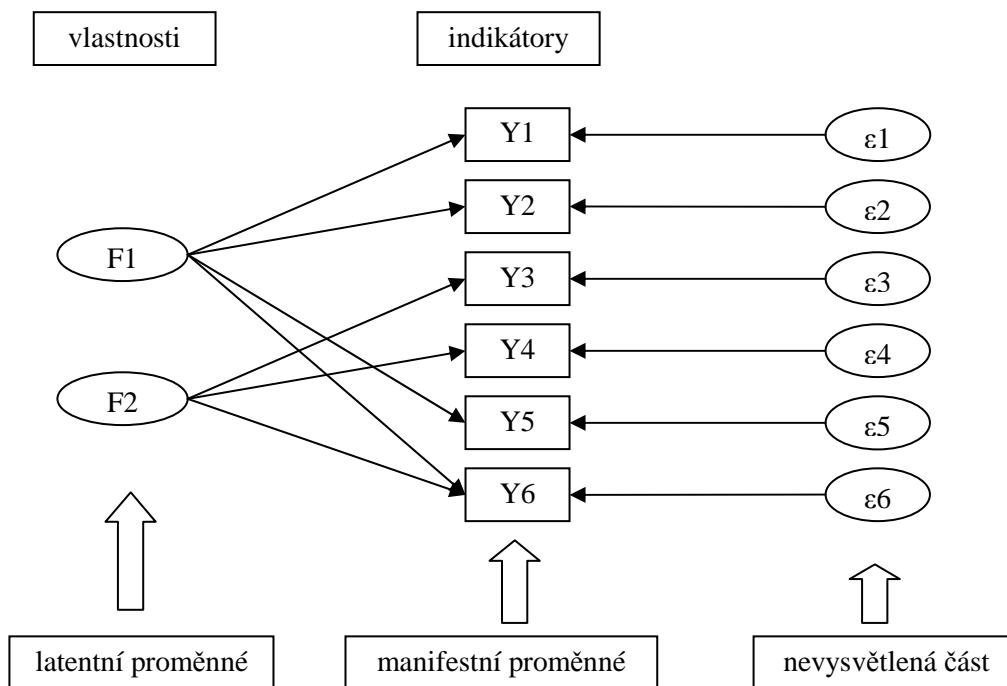 vlastnosti
indikátory
Y1
ε1
Y2
ε2
F1
Y3
ε3
Y4
ε4
F2
Y5
ε5
Y6
ε6
latentní proměnné
manifestní proměnné
nevysvětlená část